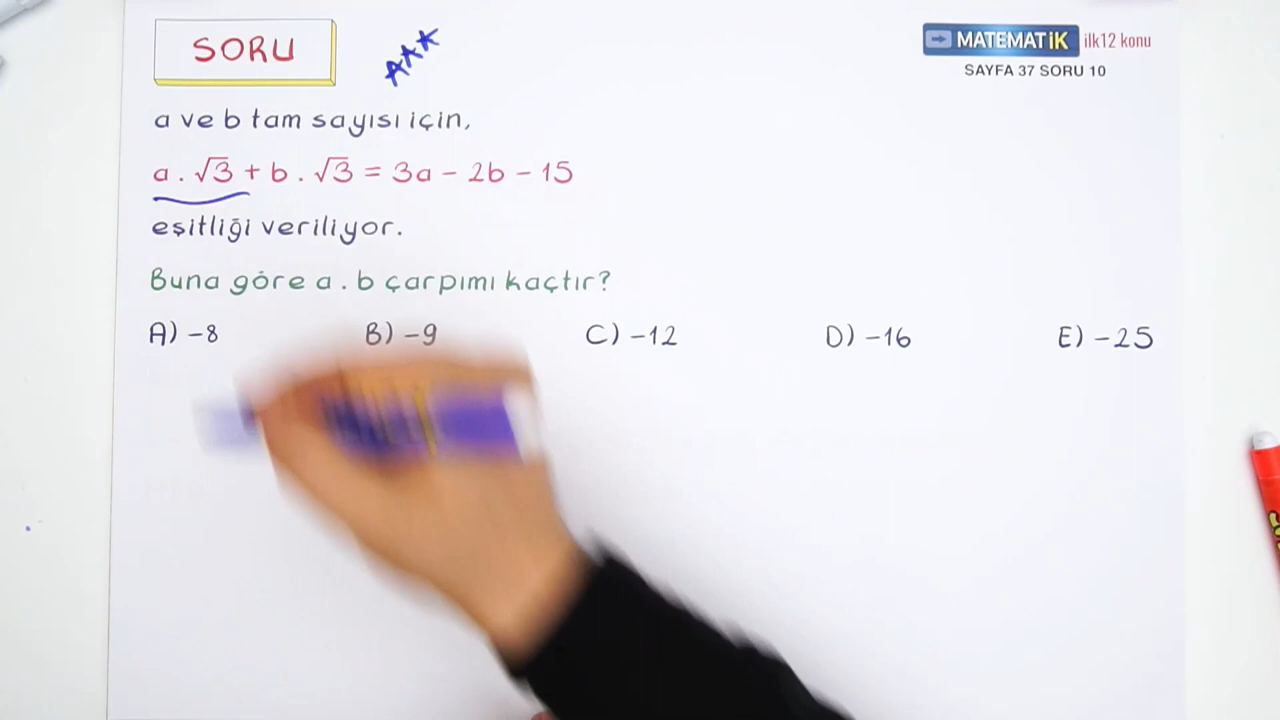 SORU
MATEMATİK ilk12 konu
SAYFA 37 SORU 10
a ve b tam sayısı için,
a . √3 + b . √3 = 3a - 2b - 15
eşitliği veriliyor.
Buna göre a . b çarpımı kaçtır?
A) -8 B) -9 C) -12 D) -16 E) -25